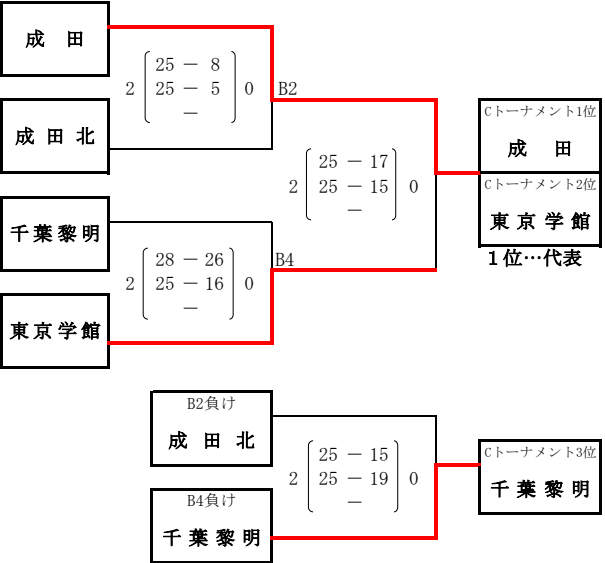 成田
2 25 － 8 0
25 － 5
－
B2
成田北
25 － 17
2 25 － 15 0
－
Cトーナメント1位
成田
Cトーナメント2位
東京学館
１位…代表
千葉黎明
28 － 26
2 25 － 16 0
－
B4
東京学館
B2負け
成田北
25 － 15
2 25 － 19 0
－
Cトーナメント3位
千葉黎明
B4負け
千葉黎明